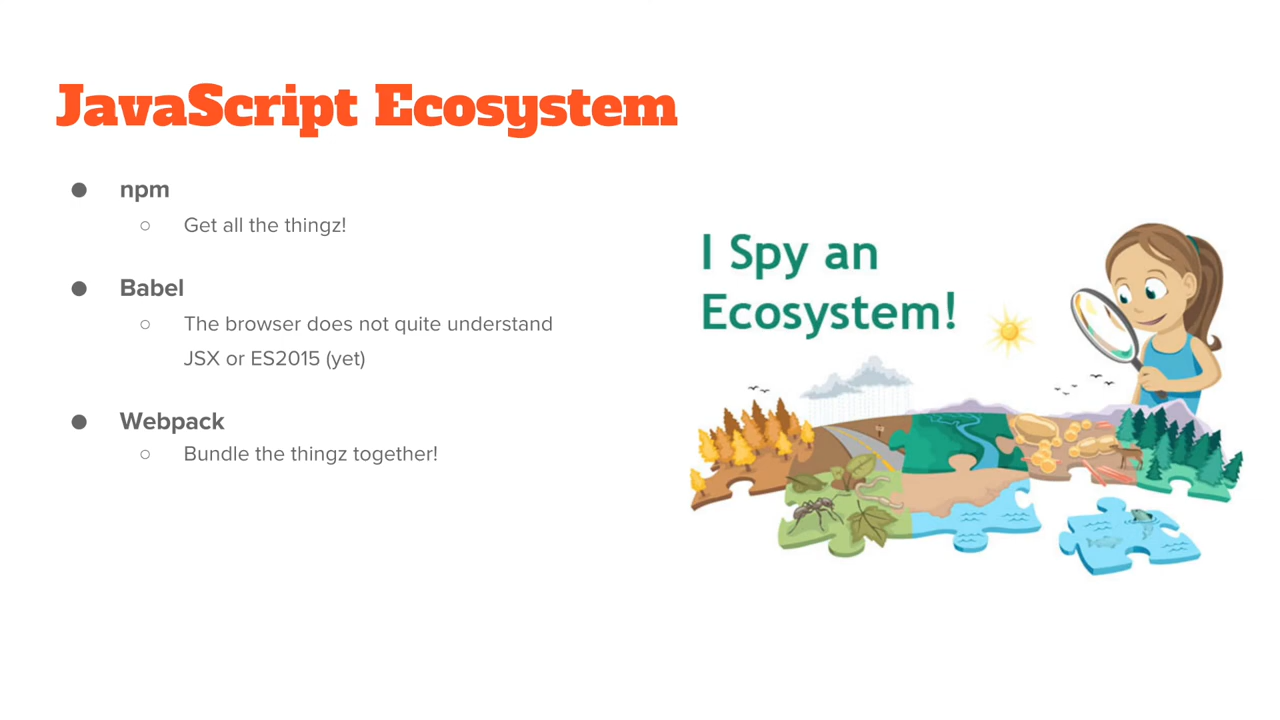 JavaScript Ecosystem
● npm
○ Get all the thingz!
● Babel
○ The browser does not quite understand
JSX or ES2015 (yet)
● Webpack
○ Bundle the thingz together!
I Spy an
Ecosystem!